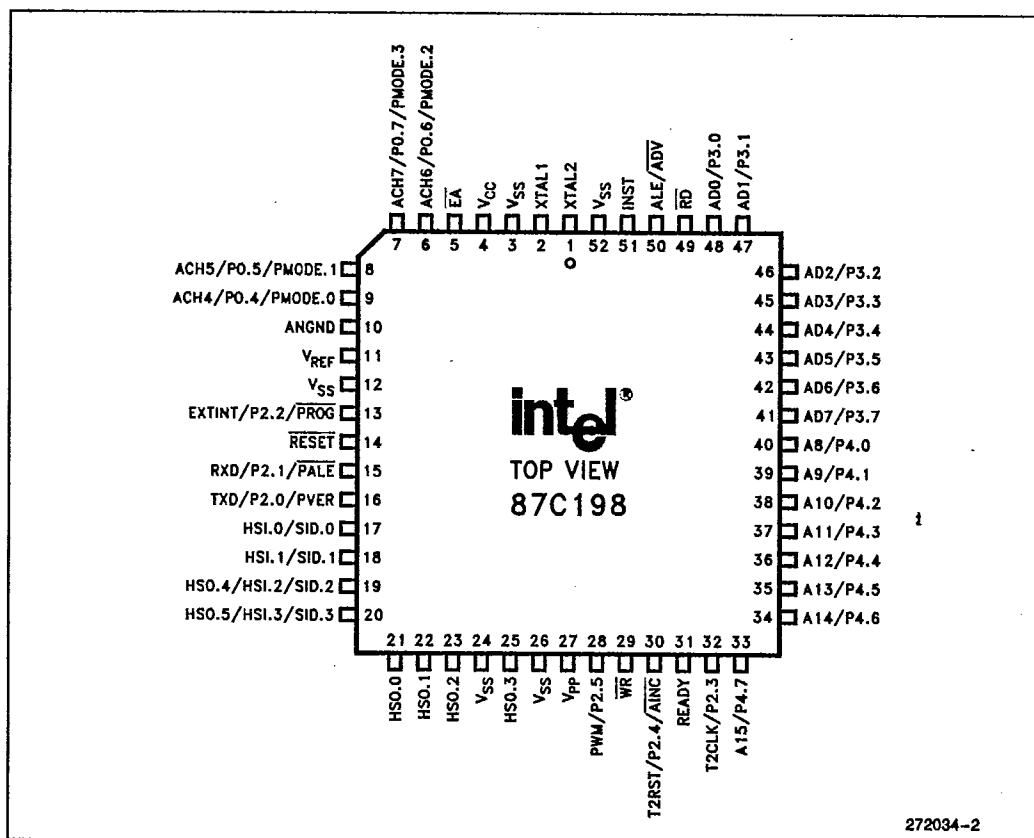 ACH7/P0.7/PMODE.3
ACH6/P0.6/PMODE.2
E̅A̅
VCC
VSS
XTAL1
XTAL2
VSS
INST
ALE/A̅D̅V̅
R̅D̅
AD0/P3.0
AD1/P3.1
7 6 5 4 3 2 1 52 51 50 49 48 47
ACH5/P0.5/PMODE.1 8
ACH4/P0.4/PMODE.0 9
ANGND 10
VREF 11
VSS 12
EXTINT/P2.2/P̅R̅O̅G̅ 13
R̅E̅S̅E̅T̅ 14
RXD/P2.1/P̅A̅L̅E̅ 15
TXD/P2.0/PVER 16
HSI.0/SID.0 17
HSI.1/SID.1 18
HSO.4/HSI.2/SID.2 19
HSO.5/HSI.3/SID.3 20
intel®
TOP VIEW
87C198
46 AD2/P3.2
45 AD3/P3.3
44 AD4/P3.4
43 AD5/P3.5
42 AD6/P3.6
41 AD7/P3.7
40 A8/P4.0
39 A9/P4.1
38 A10/P4.2
37 A11/P4.3
36 A12/P4.4
35 A13/P4.5
34 A14/P4.6
21 22 23 24 25 26 27 28 29 30 31 32 33
HSO.0
HSO.1
HSO.2
VSS
HSO.3
VSS
VPP
PWM/P2.5
W̅R̅
T2RST/P2.4/A̅I̅N̅C̅
READY
T2CLK/P2.3
A15/P4.7
272034-2